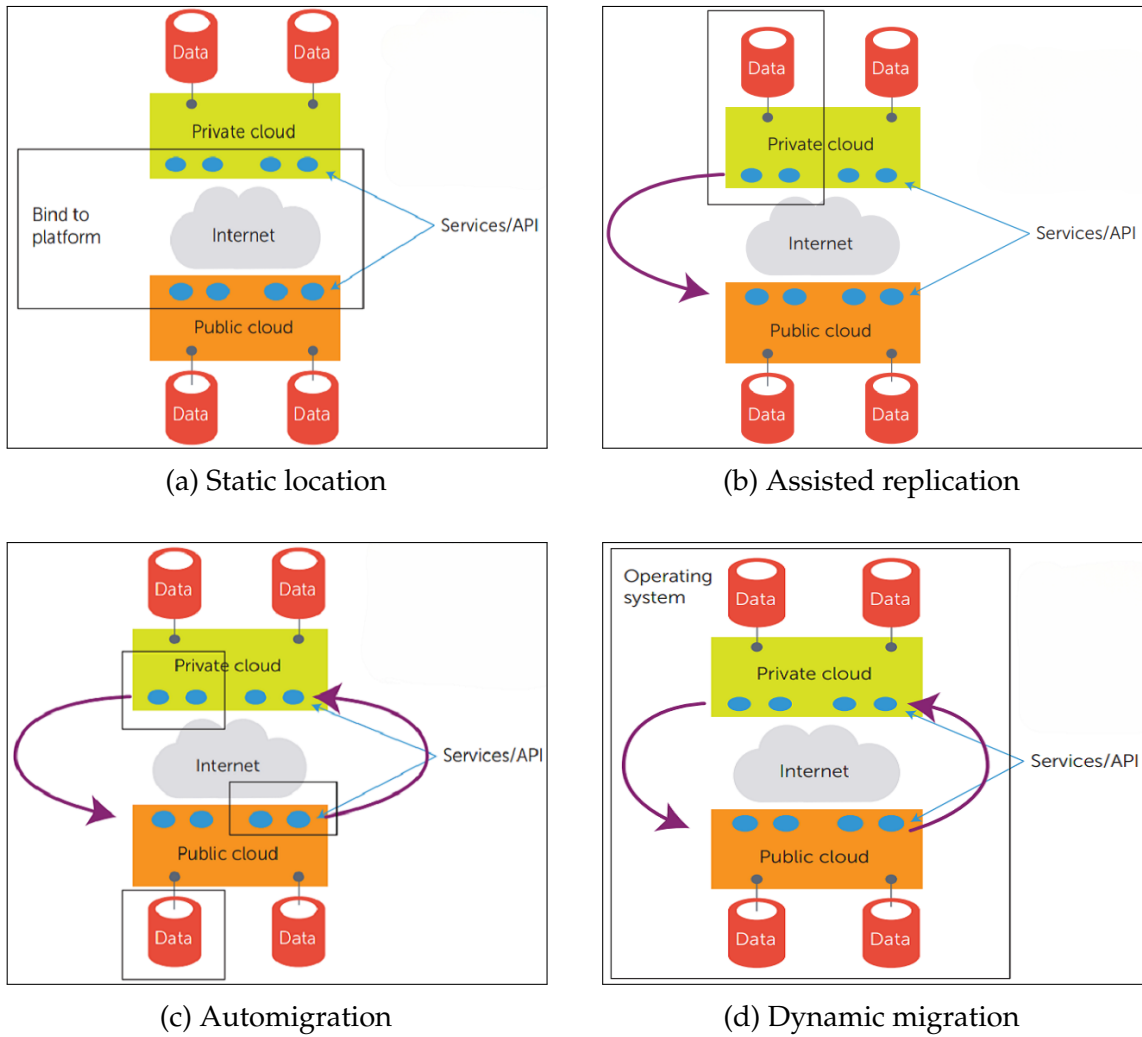 Data
Data
Private cloud
Bind to
platform
Internet
Services/API
Public cloud
Data
Data
(a) Static location
Data
Data
Private cloud
Internet
Services/API
Public cloud
Data
Data
(b) Assisted replication
Data
Data
Private cloud
Internet
Services/API
Public cloud
Data
Data
(c) Automigration
Operating
system
Data
Data
Private cloud
Internet
Services/API
Public cloud
Data
Data
(d) Dynamic migration